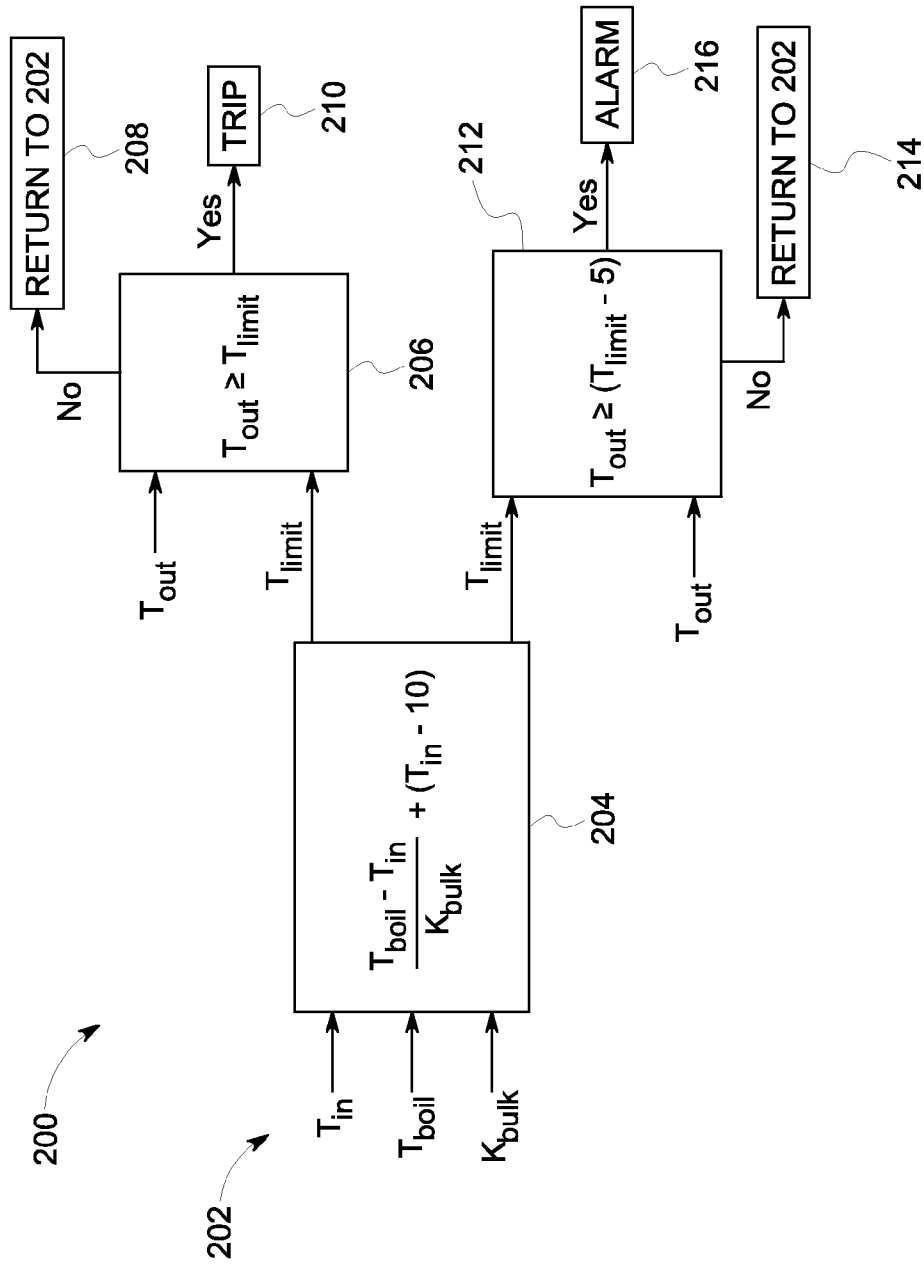 200
202
T_in
T_boil
K_bulk
T_boil - T_in
K_bulk
+ (T_in - 10)
204
T_limit
T_out
T_out ≥ T_limit
206
No
RETURN TO 202
208
Yes
TRIP
210
T_limit
T_out
T_out ≥ (T_limit - 5)
212
Yes
ALARM
216
No
RETURN TO 202
214